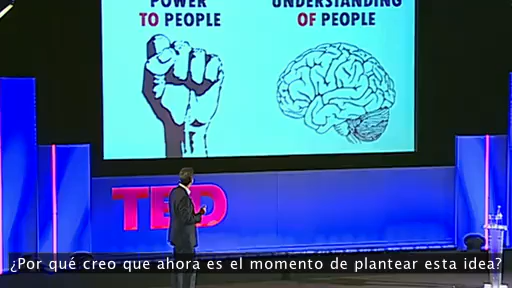 POWER
TO PEOPLE
UNDERSTANDING
OF PEOPLE
TED
¿Por qué creo que ahora es el momento de plantear esta idea?